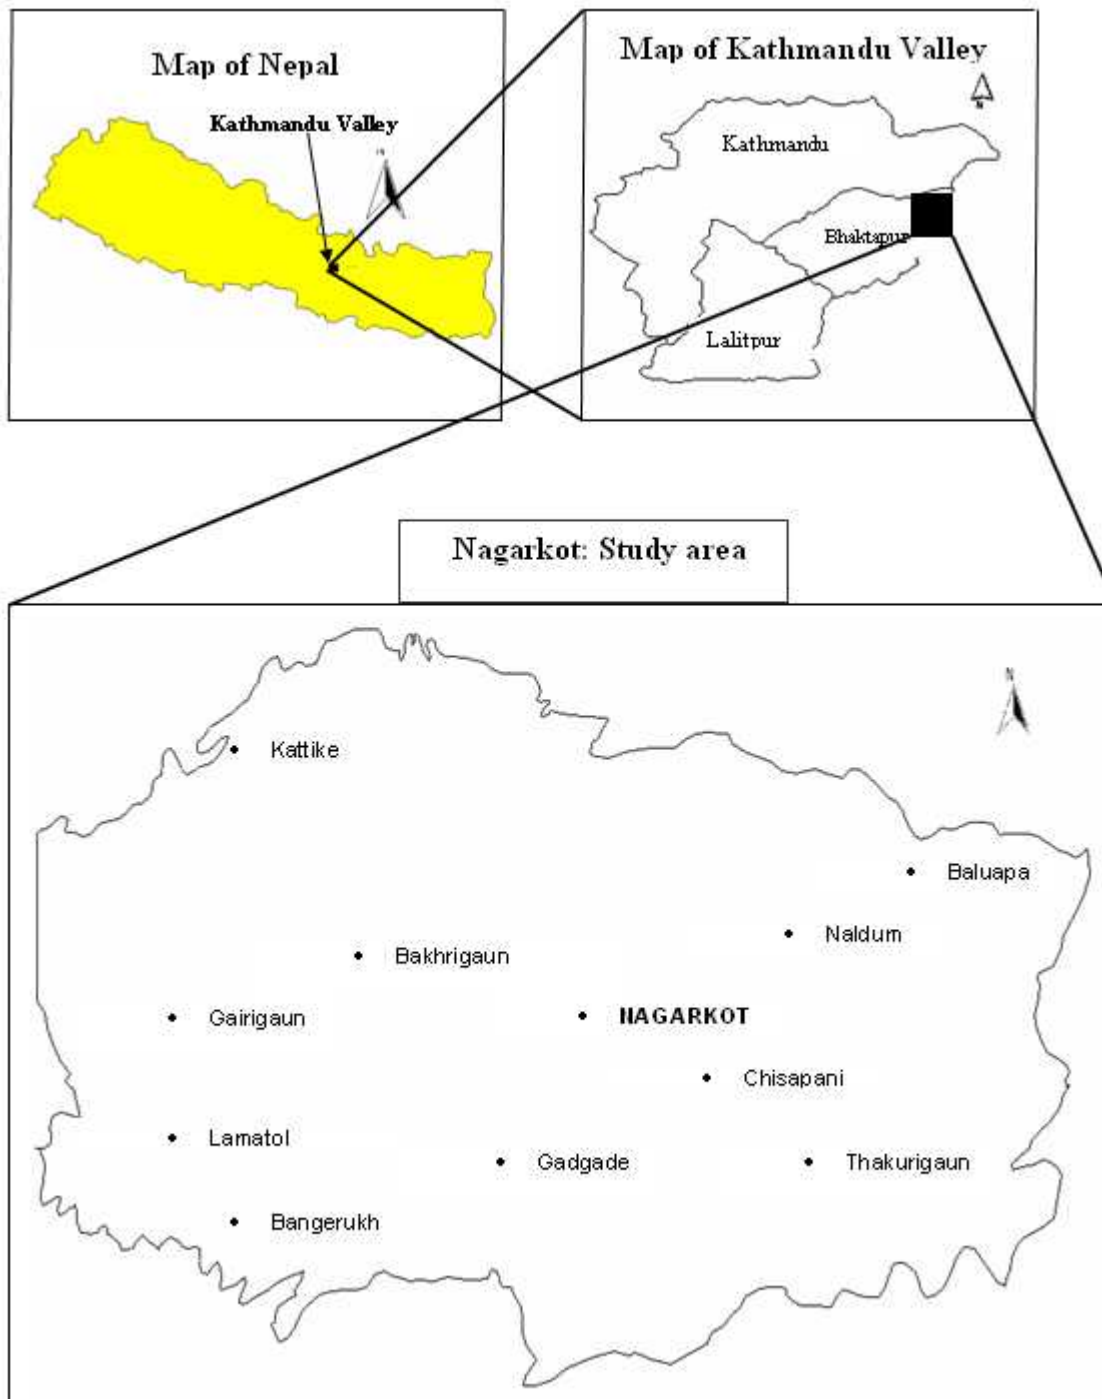 Map of Nepal
Kathmandu Valley
Map of Kathmandu Valley
N
Kathmandu
Bhaktapur
Lalitpur
Nagarkot: Study area
N
Kattike
Baluapa
Naldum
Bakhrigaun
Gairigaun
NAGARKOT
Chisapani
Lamatol
Gadgade
Thakurigaun
Bangerukh